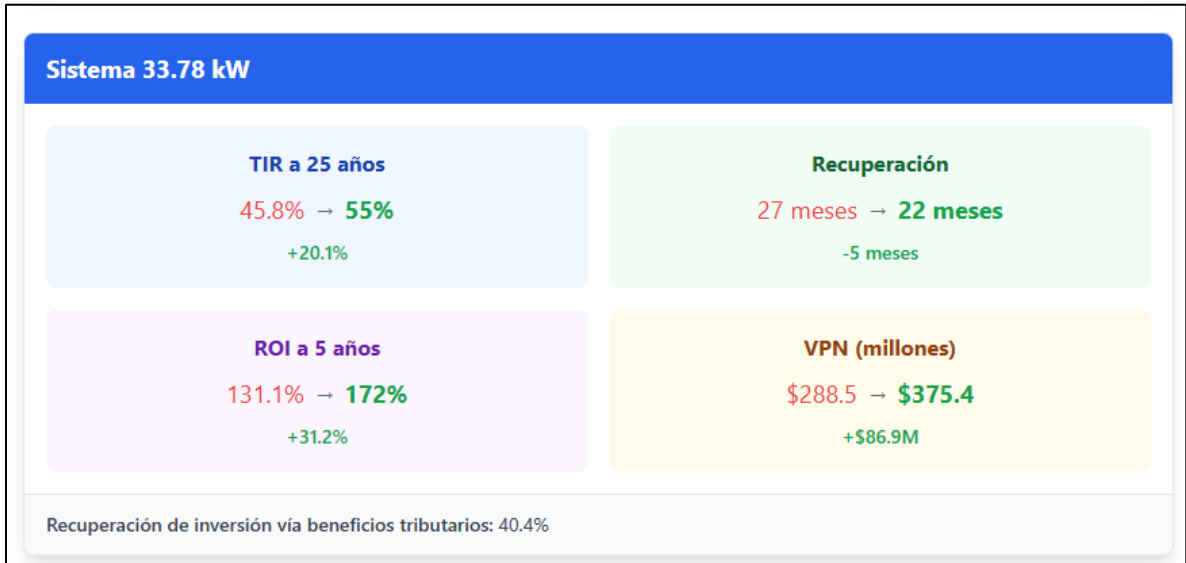 Sistema 33.78 kW
TIR a 25 años
45.8% → 55%
+20.1%
Recuperación
27 meses → 22 meses
-5 meses
ROI a 5 años
131.1% → 172%
+31.2%
VPN (millones)
$288.5 → $375.4
+$86.9M
Recuperación de inversión vía beneficios tributarios: 40.4%